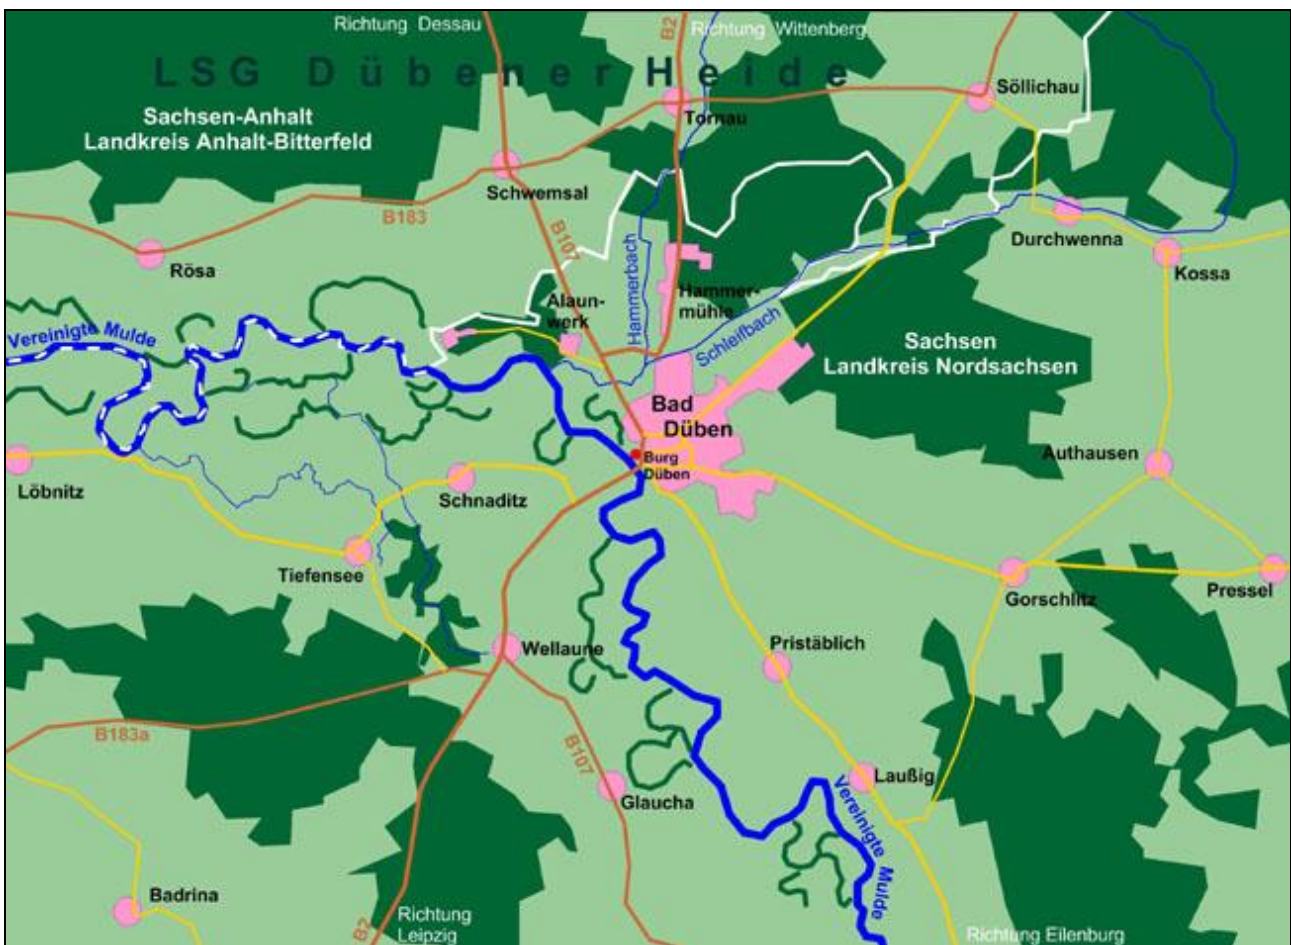 Richtung Dessau
B2
Richtung Wittenberg
LSG Dübener Heide
Söllichau
Sachsen-Anhalt
Landkreis Anhalt-Bitterfeld
Tornau
Schwemsal
B183
B107
Rösa
Durchwenna
Kossa
Hammerbach
Alaun-
werk
Hammer-
mühle
Schleifbach
Vereinigte Mulde
Sachsen
Landkreis Nordsachsen
Bad
Düben
Burg
Düben
Authausen
Löbnitz
Schnaditz
Tiefensee
Gorschlitz
Pressel
Wellaune
Pristäblich
B183a
B107
Glaucha
Laußig
Vereinigte Mulde
Badrina
B2
Richtung
Leipzig
Richtung Eilenburg